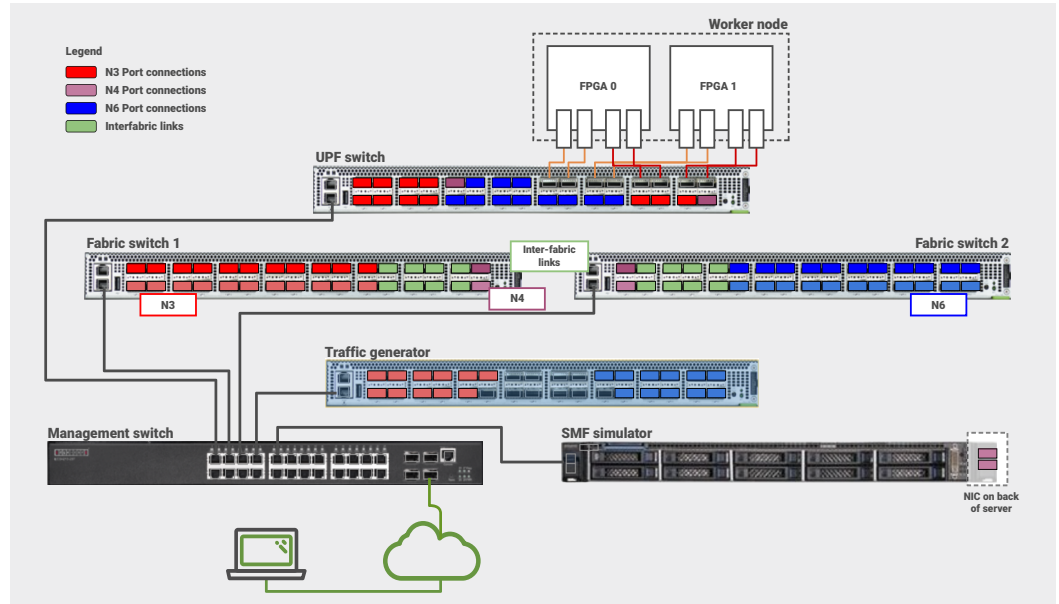 Worker node
Legend
N3 Port connections
N4 Port connections
N6 Port connections
Interfabric links
FPGA 0
FPGA 1
UPF switch
Fabric switch 1
Inter-fabric
links
Fabric switch 2
N3
N4
N6
Traffic generator
Management switch
SMF simulator
NIC on back
of server